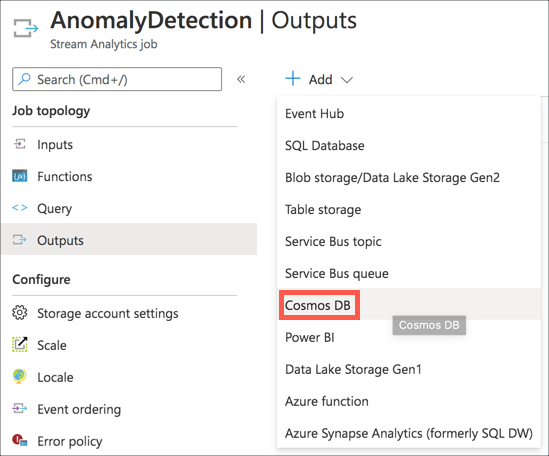 AnomalyDetection | Outputs
Stream Analytics job
Search (Cmd+/)
«
Job topology
Inputs
Functions
<> Query
Outputs
Configure
Storage account settings
Scale
Locale
Event ordering
Error policy
+ Add
Event Hub
SQL Database
Blob storage/Data Lake Storage Gen2
Table storage
Service Bus topic
Service Bus queue
Cosmos DB
Cosmos DB
Power BI
Data Lake Storage Gen1
Azure function
Azure Synapse Analytics (formerly SQL DW)